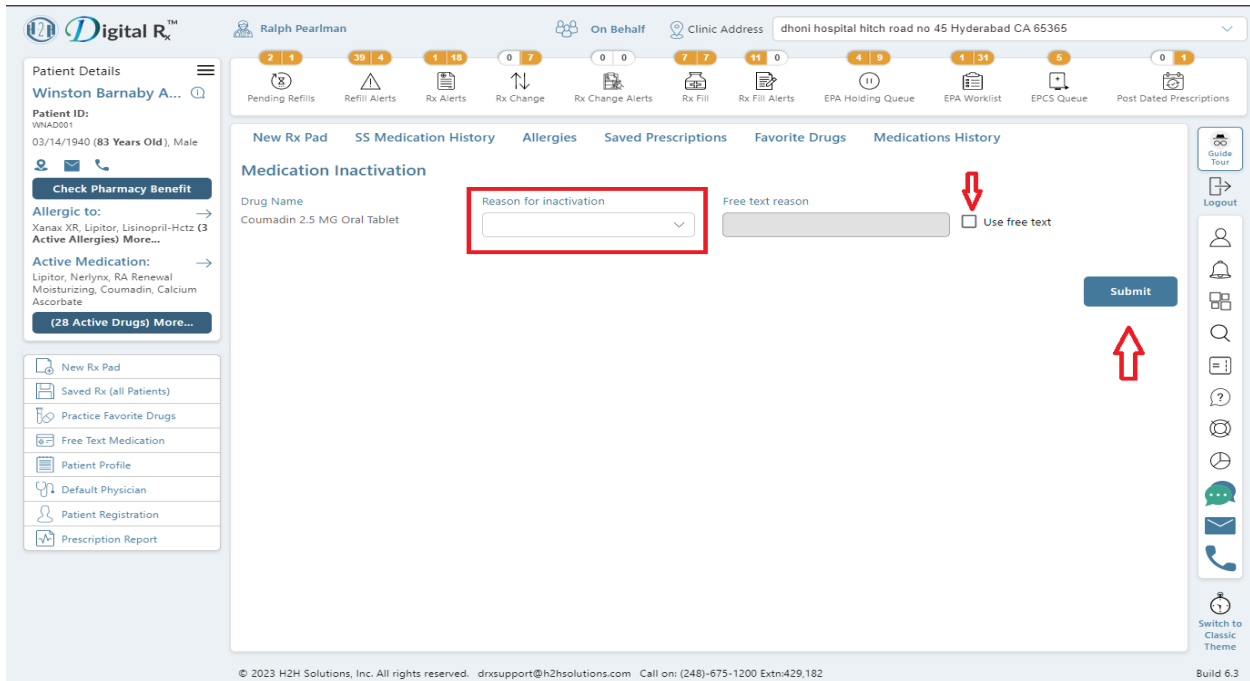 H2H Digital Rx™
Ralph Pearlman
On Behalf
Clinic Address
dhoni hospital hitch road no 45 Hyderabad CA 65365
Patient Details
Winston Barnaby A...
Patient ID:
WNAD001
03/14/1940 (83 Years Old), Male
Check Pharmacy Benefit
Allergic to:
Xanax XR, Lipitor, Lisinopril-Hctz (3
Active Allergies) More...
Active Medication:
Lipitor, Nerlynx, RA Renewal
Moisturizing, Coumadin, Calcium
Ascorbate
(28 Active Drugs) More...
New Rx Pad
Saved Rx (all Patients)
Practice Favorite Drugs
Free Text Medication
Patient Profile
Default Physician
Patient Registration
Prescription Report
2 1
Pending Refills
39 4
Refill Alerts
1 18
Rx Alerts
0 7
Rx Change
0 0
Rx Change Alerts
7 7
Rx Fill
11 0
Rx Fill Alerts
4 9
EPA Holding Queue
1 31
EPA Worklist
5
EPCS Queue
0 1
Post Dated Prescriptions
New Rx Pad
SS Medication History
Allergies
Saved Prescriptions
Favorite Drugs
Medications History
Medication Inactivation
Drug Name
Coumadin 2.5 MG Oral Tablet
Reason for inactivation
Free text reason
Use free text
Submit
Guide
Tour
Logout
Switch to
Classic
Theme
© 2023 H2H Solutions, Inc. All rights reserved. drxsupport@h2hsolutions.com Call on: (248)-675-1200 Extn:429,182
Build 6.3